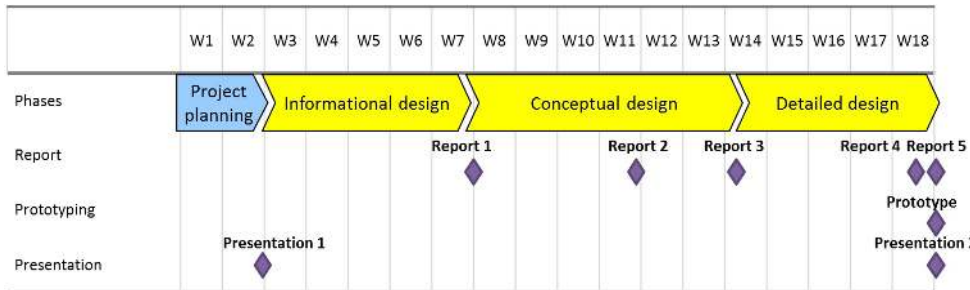 W1 W2 W3 W4 W5 W6 W7 W8 W9 W10 W11 W12 W13 W14 W15 W16 W17 W18
Phases
Project
planning
Informational design
Conceptual design
Detailed design
Report
Report 1
Report 2
Report 3
Report 4
Report 5
Prototyping
Prototype
Presentation
Presentation 1
Presentation